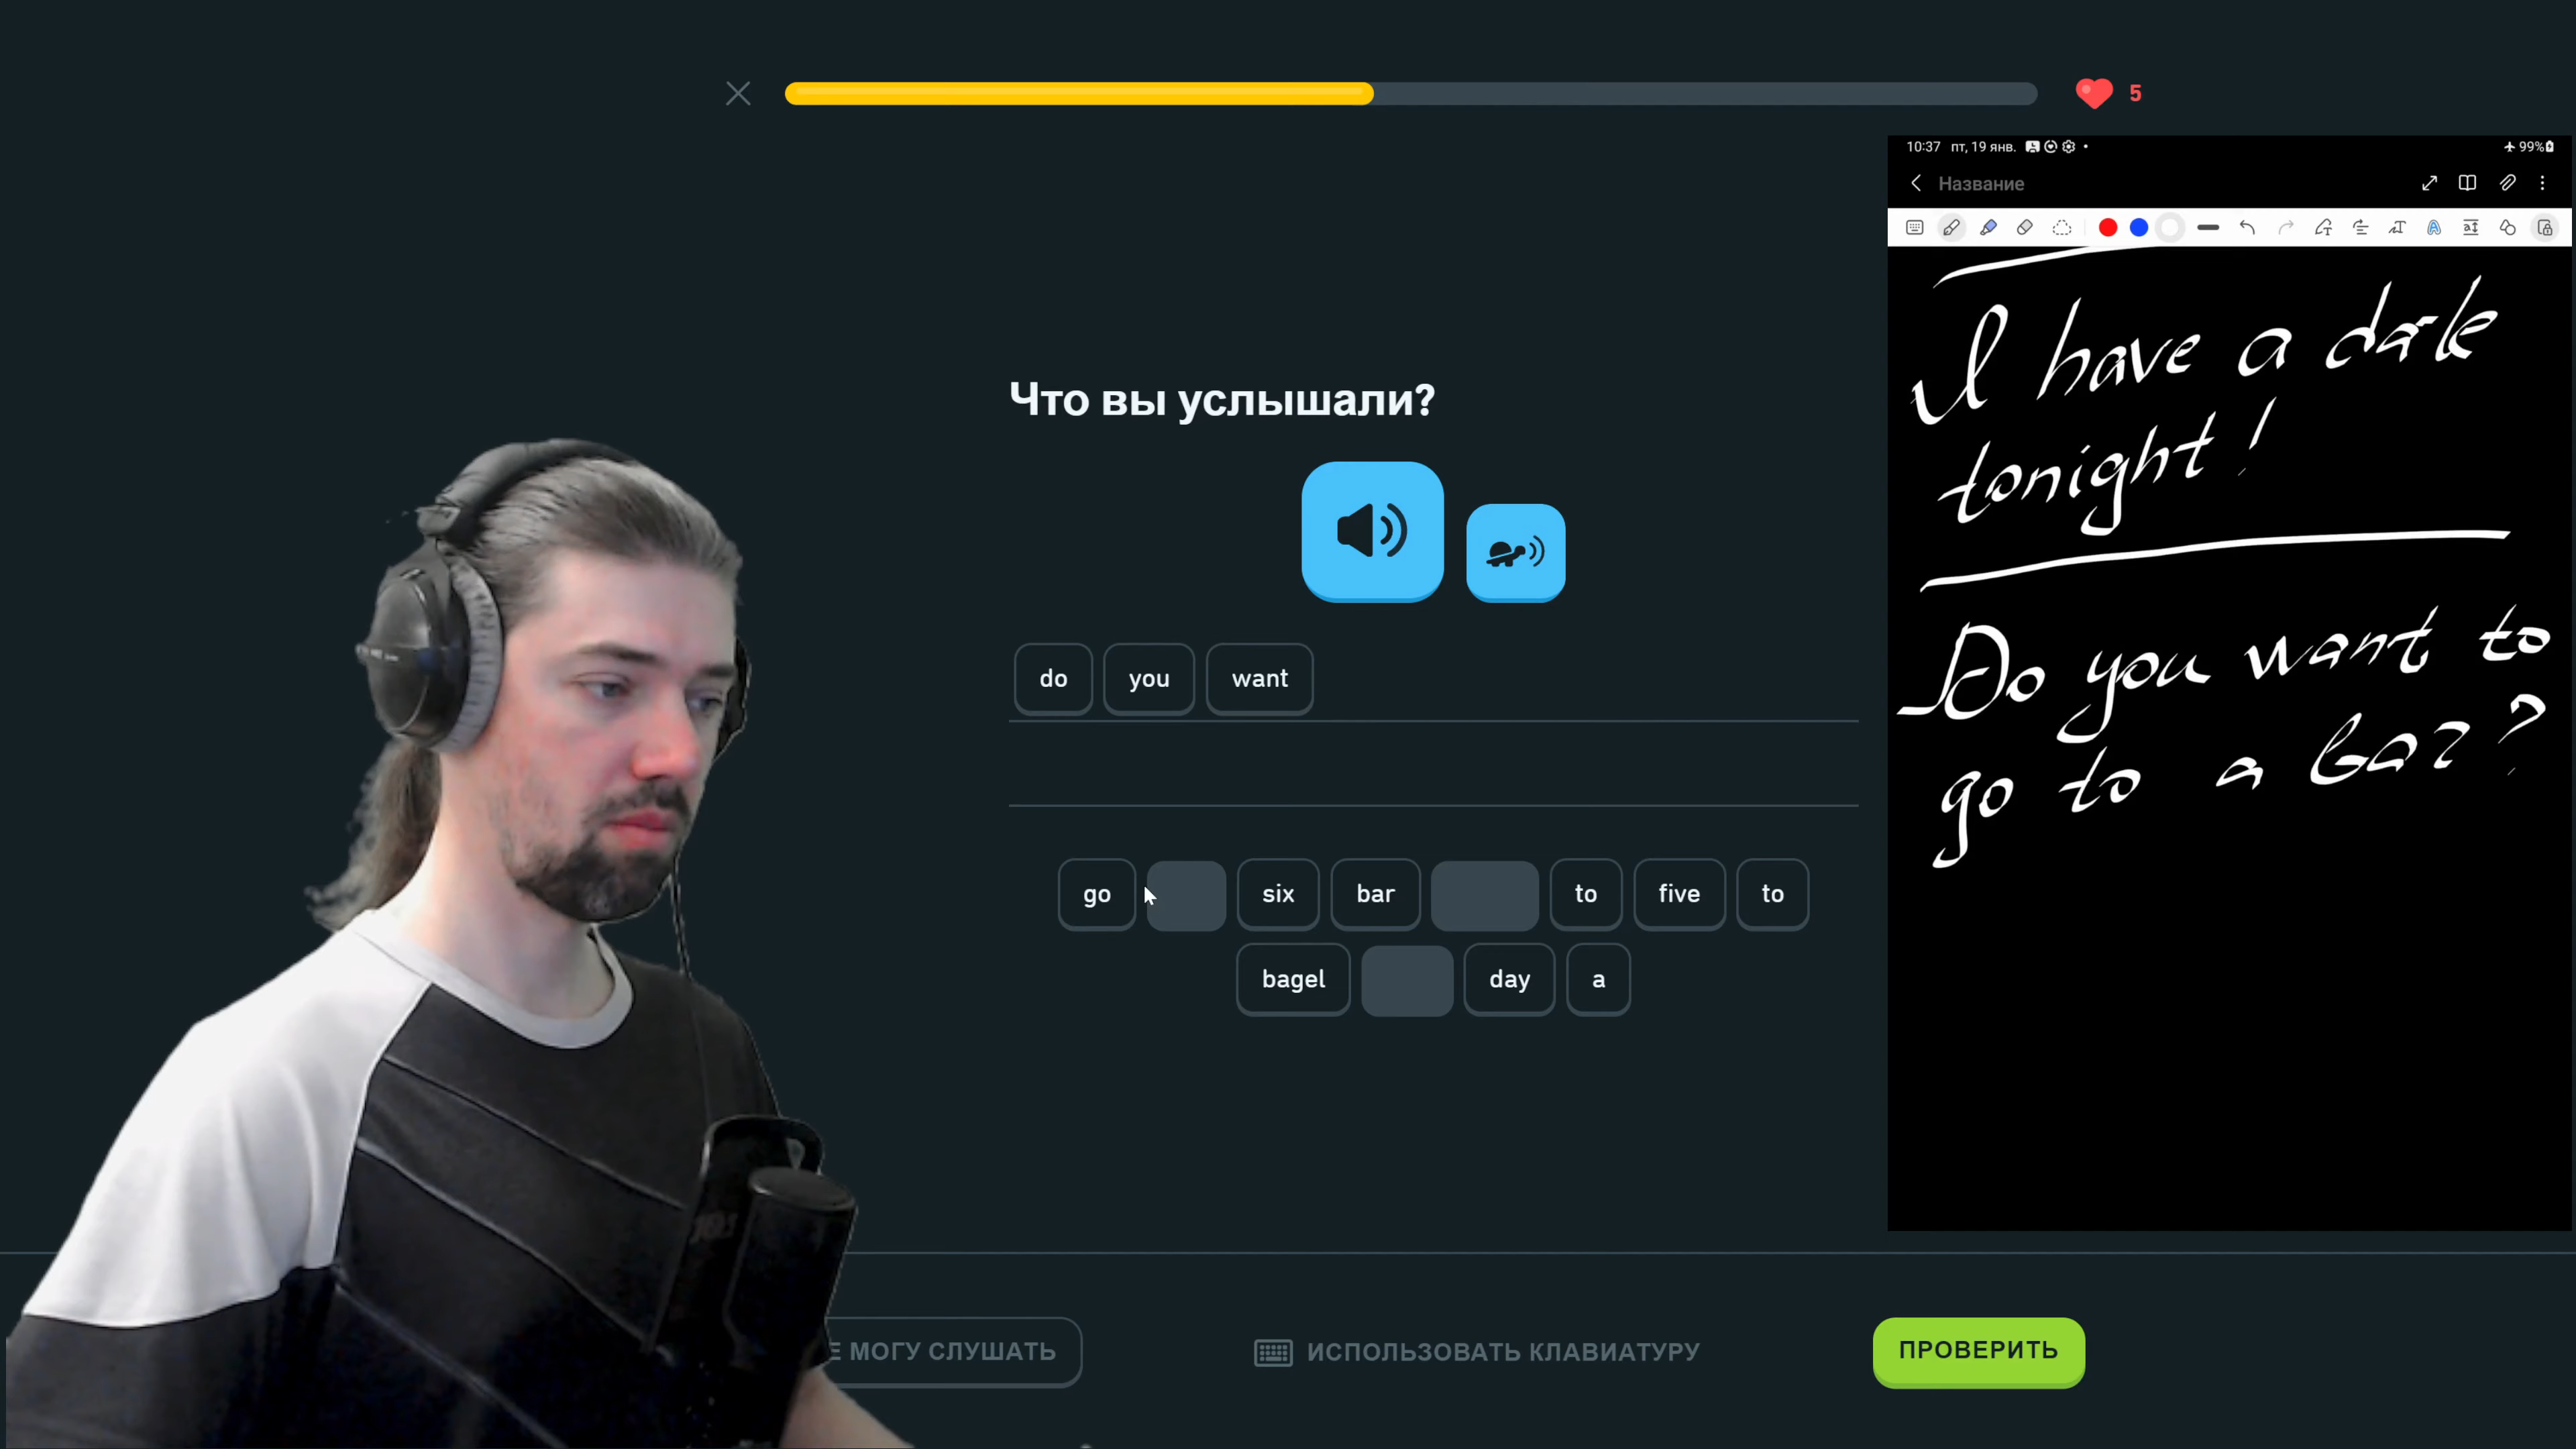 5
10:37 пт, 19 янв.
99%
Название
I have a date
tonight!
Do you want to
go to a bar?
Что вы услышали?
do you want
go six bar to five to
bagel day a
Е МОГУ СЛУШАТЬ
ИСПОЛЬЗОВАТЬ КЛАВИАТУРУ
ПРОВЕРИТЬ